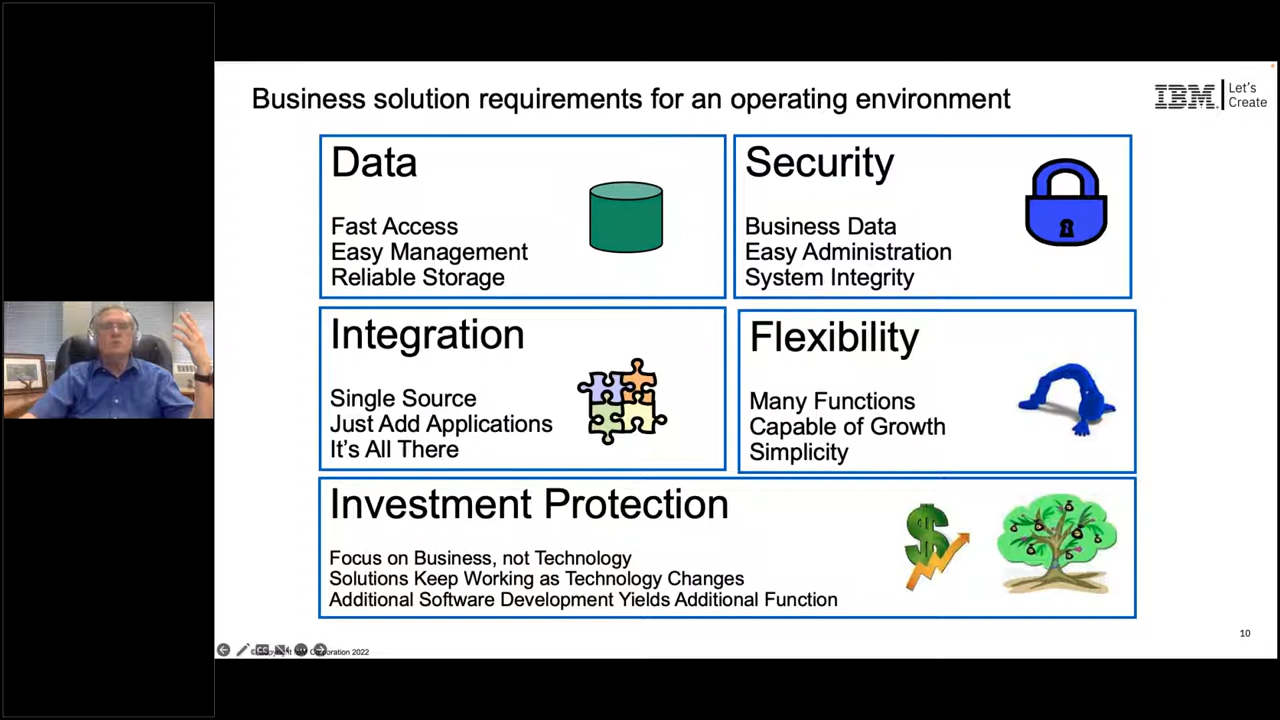 Business solution requirements for an operating environment
IBM
Let's
Create
Data
Fast Access
Easy Management
Reliable Storage
Security
Business Data
Easy Administration
System Integrity
Integration
Single Source
Just Add Applications
It's All There
Flexibility
Many Functions
Capable of Growth
Simplicity
Investment Protection
Focus on Business, not Technology
Solutions Keep Working as Technology Changes
Additional Software Development Yields Additional Function
10
Corporation 2022